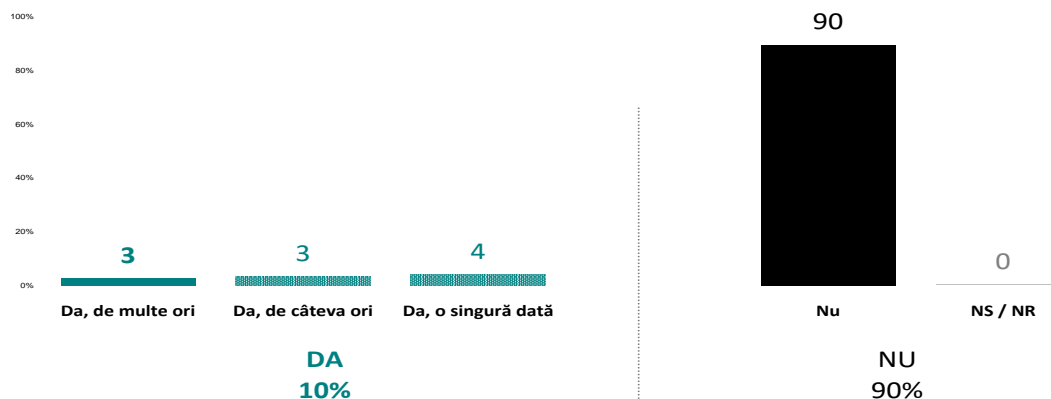 100%
80%
60%
40%
20%
0%
3
3
4
90
0
Da, de multe ori
Da, de câteva ori
Da, o singură dată
Nu
NS / NR
DA
10%
NU
90%